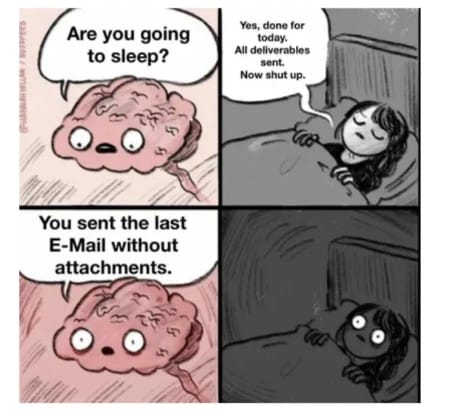 Are you going
to sleep?
Yes, done for
today.
All deliverables
sent.
Now shut up.
You sent the last
E-Mail without
attachments.